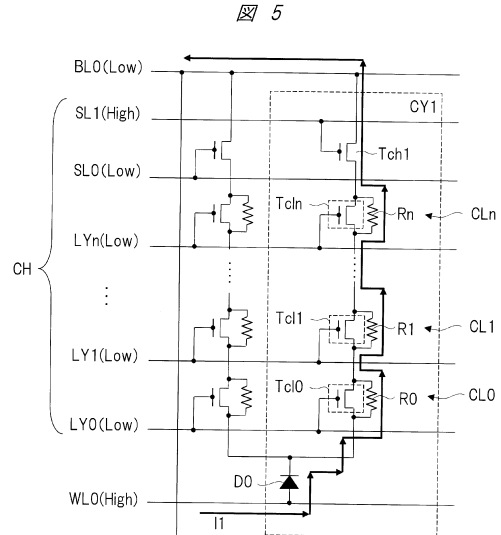 図 5
BL0(Low)
SL1(High)
CY1
Tch1
SL0(Low)
Tcln
Rn
CLn
LYn(Low)
CH
Tcl1
R1
CL1
LY1(Low)
Tcl0
R0
CL0
LY0(Low)
D0
WL0(High)
I1